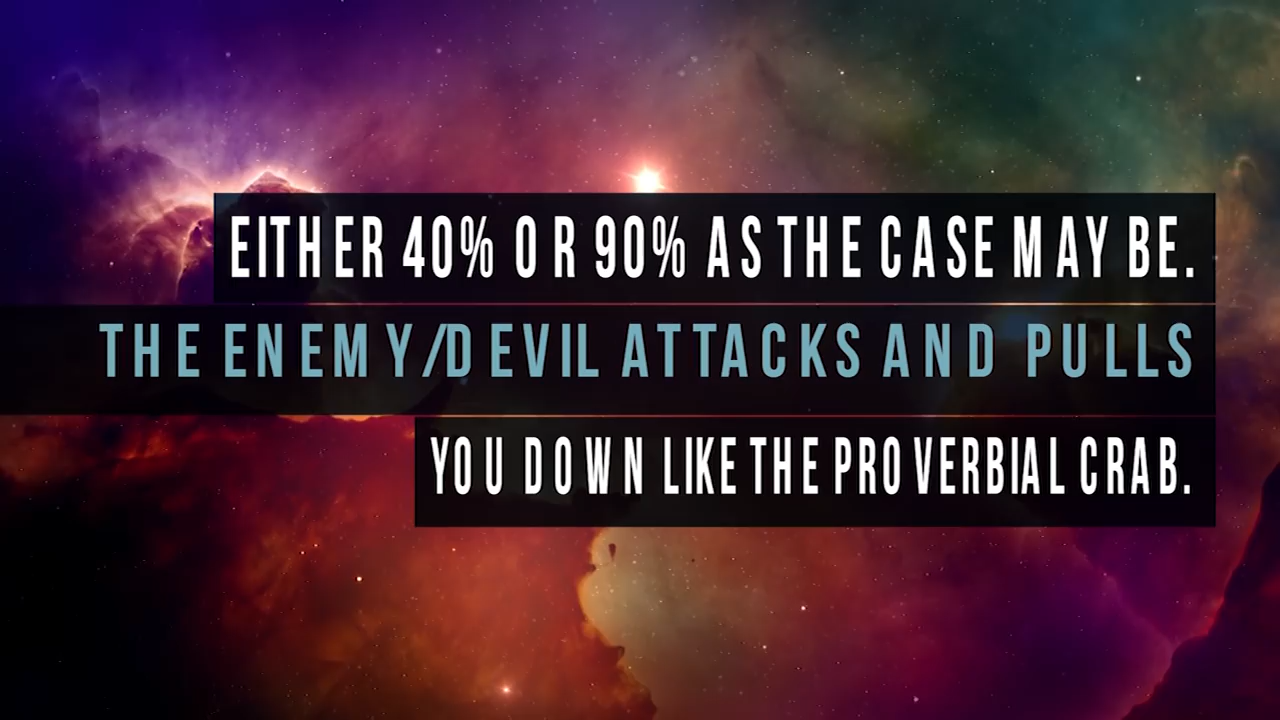 EITHER 40% OR 90% AS THE CASE MAY BE.
THE ENEMY/DEVIL ATTACKS AND PULLS
YOU DOWN LIKE THE PROVERBIAL CRAB.